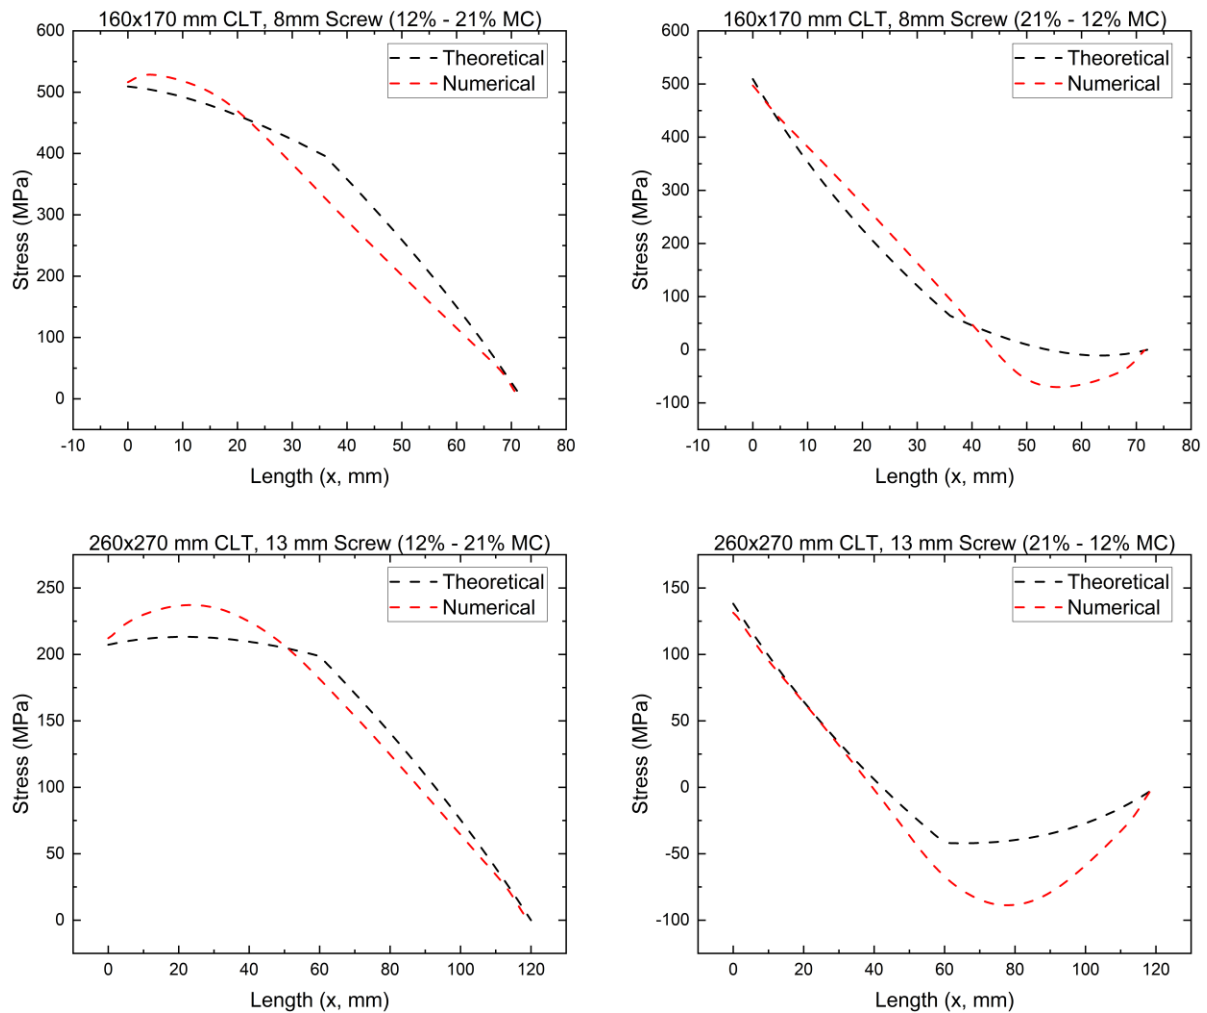 160x170 mm CLT, 8mm Screw (12% - 21% MC)
Theoretical
Numerical
Stress (MPa)
600
500
400
300
200
100
0
-10 0 10 20 30 40 50 60 70 80
Length (x, mm)
160x170 mm CLT, 8mm Screw (21% - 12% MC)
Theoretical
Numerical
Stress (MPa)
600
500
400
300
200
100
0
-100
-10 0 10 20 30 40 50 60 70 80
Length (x, mm)
260x270 mm CLT, 13 mm Screw (12% - 21% MC)
Theoretical
Numerical
Stress (MPa)
250
200
150
100
50
0
0 20 40 60 80 100 120
Length (x, mm)
260x270 mm CLT, 13 mm Screw (21% - 12% MC)
Theoretical
Numerical
Stress (MPa)
150
100
50
0
-50
-100
0 20 40 60 80 100 120
Length (x, mm)